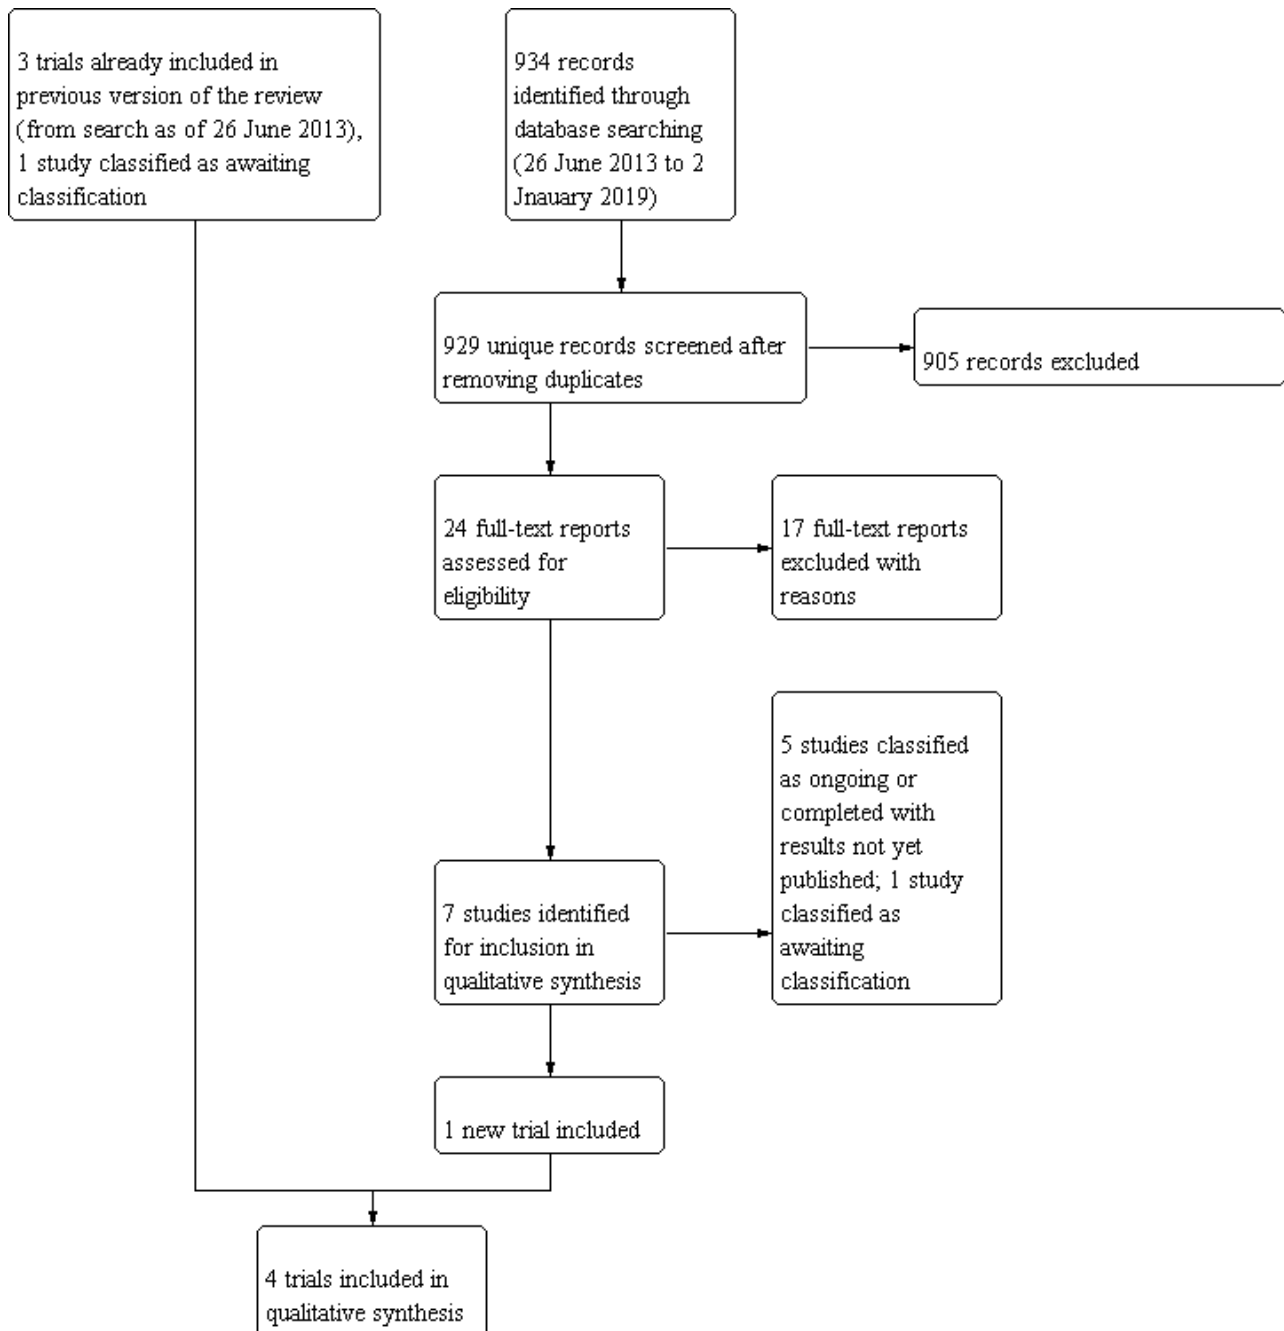 3 trials already included in
previous version of the review
(from search as of 26 June 2013),
1 study classified as awaiting
classification
934 records
identified through
database searching
(26 June 2013 to 2
Jnauary 2019)
929 unique records screened after
removing duplicates
905 records excluded
24 full-text reports
assessed for
eligibility
17 full-text reports
excluded with
reasons
5 studies classified
as ongoing or
completed with
results not yet
published; 1 study
classified as
awaiting
classification
7 studies identified
for inclusion in
qualitative synthesis
1 new trial included
4 trials included in
qualitative synthesis